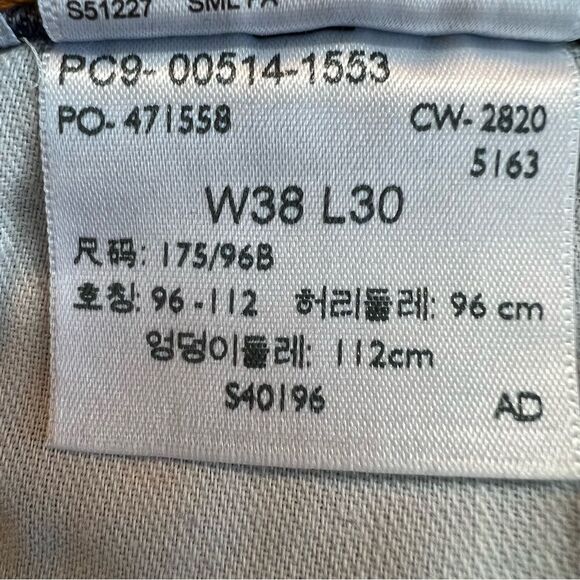 S51227
PC9- 00514-1553
PO- 471558 CW- 2820
5163
W38 L30
尺码: 175/96B
호칭: 96 -112 허리둘레: 96 cm
엉덩이둘레: 112cm
S40196 AD